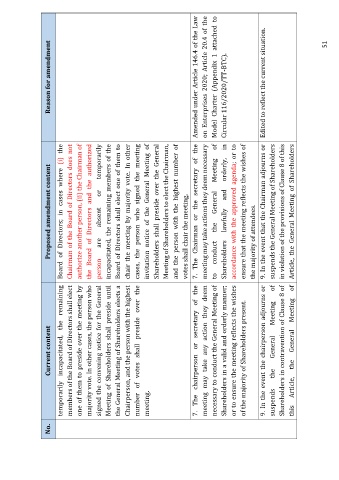 No.
Current content
Proposed amendment content
Reason for amendment
temporarily incapacitated, the remaining
members of the Board of Directors shall elect
one of them to preside over the meeting by
majority vote. In other cases, the person who
signed the convening notice of the General
Meeting of Shareholders shall preside until
the General Meeting of Shareholders elects a
Chairperson, and the person with the highest
number of votes shall preside over the
meeting.
Board of Directors; in cases where (i) the
Chairman of the Board of Directors does not
authorize another person, (ii) the Chairman of
the Board of Directors and the authorized
person are absent or temporarily
incapacitated, the remaining members of the
Board of Directors shall elect one of them to
chair the meeting by majority vote. In other
cases, the person who signed the meeting
invitation notice of the General Meeting of
Shareholders shall preside over the General
Meeting of Shareholders to elect the Chairman,
and the person with the highest number of
votes shall chair the meeting.
7. The chairperson or secretary of the
meeting may take any action they deem
necessary to conduct the General Meeting of
Shareholders in a valid and orderly manner;
or to ensure the meeting reflects the wishes
of the majority of Shareholders present.
7. The Chairman or the secretary of the
meeting may take actions they deem necessary
to conduct the General Meeting of
Shareholders lawfully and orderly, in
accordance with the approved agenda; or to
ensure that the meeting reflects the wishes of
the majority of attendees.
Amended under Article 146.4 of the Law
on Enterprises 2020; Article 20.4 of the
Model Charter (Appendix 1 attached to
Circular 116/2020/TT-BTC).
9. In the event the chairperson adjourns or
suspends the General Meeting of
Shareholders in contravention of Clause 8 of
this Article, the General Meeting of
9. In the event that the Chairman adjourns or
suspends the General Meeting of Shareholders
in violation of the provisions of Clause 8 of this
Article, the General Meeting of Shareholders
Edited to reflect the current situation.
51